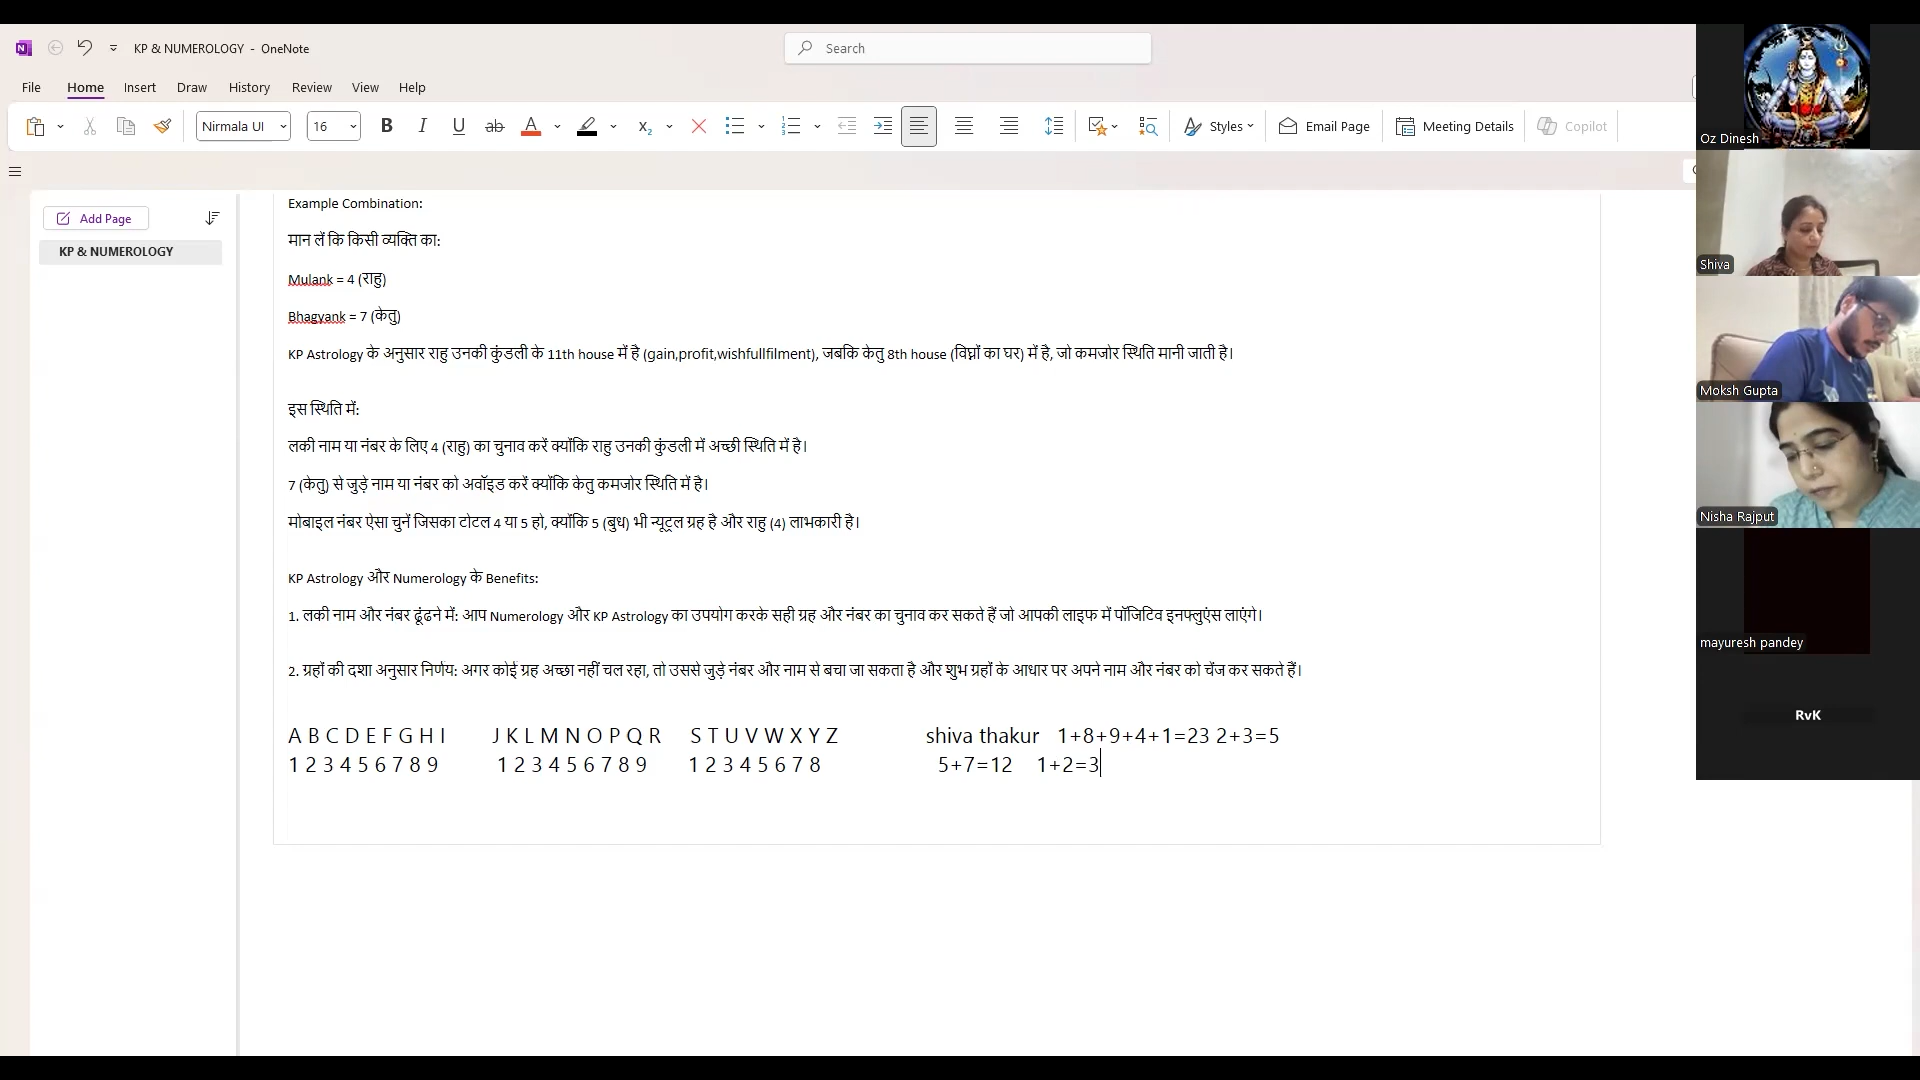 KP & NUMEROLOGY - OneNote
Search
File Home Insert Draw History Review View Help
Nirmala UI 16 B I U ab A x₂ Styles Email Page Meeting Details Copilot
Add Page
KP & NUMEROLOGY
Example Combination:
मान लें कि किसी व्यक्ति का:
Mulank = 4 (राहु)
Bhagyank = 7 (केतु)
KP Astrology के अनुसार राहु उनकी कुंडली के 11th house में है (gain,profit,wishfullfilment), जबकि केतु 8th house (विघ्नों का घर) में है, जो कमजोर स्थिति मानी जाती है।
इस स्थिति में:
लकी नाम या नंबर के लिए 4 (राहु) का चुनाव करें क्योंकि राहु उनकी कुंडली में अच्छी स्थिति में है।
7 (केतु) से जुड़े नाम या नंबर को अवॉइड करें क्योंकि केतु कमजोर स्थिति में है।
मोबाइल नंबर ऐसा चुनें जिसका टोटल 4 या 5 हो, क्योंकि 5 (बुध) भी न्यूट्रल ग्रह है और राहु (4) लाभकारी है।
KP Astrology और Numerology के Benefits:
1. लकी नाम और नंबर ढूंढने में: आप Numerology और KP Astrology का उपयोग करके सही ग्रह और नंबर का चुनाव कर सकते हैं जो आपकी लाइफ में पॉजिटिव इनफ्लुएंस लाएंगे।
2. ग्रहों की दशा अनुसार निर्णय: अगर कोई ग्रह अच्छा नहीं चल रहा, तो उससे जुड़े नंबर और नाम से बचा जा सकता है और शुभ ग्रहों के आधार पर अपने नाम और नंबर को चेंज कर सकते हैं।
A B C D E F G H I J K L M N O P Q R S T U V W X Y Z shiva thakur 1+8+9+4+1=23 2+3=5
1 2 3 4 5 6 7 8 9 1 2 3 4 5 6 7 8 9 1 2 3 4 5 6 7 8 5+7=12 1+2=3
Oz Dinesh
Shiva
Moksh Gupta
Nisha Rajput
mayuresh pandey
RvK